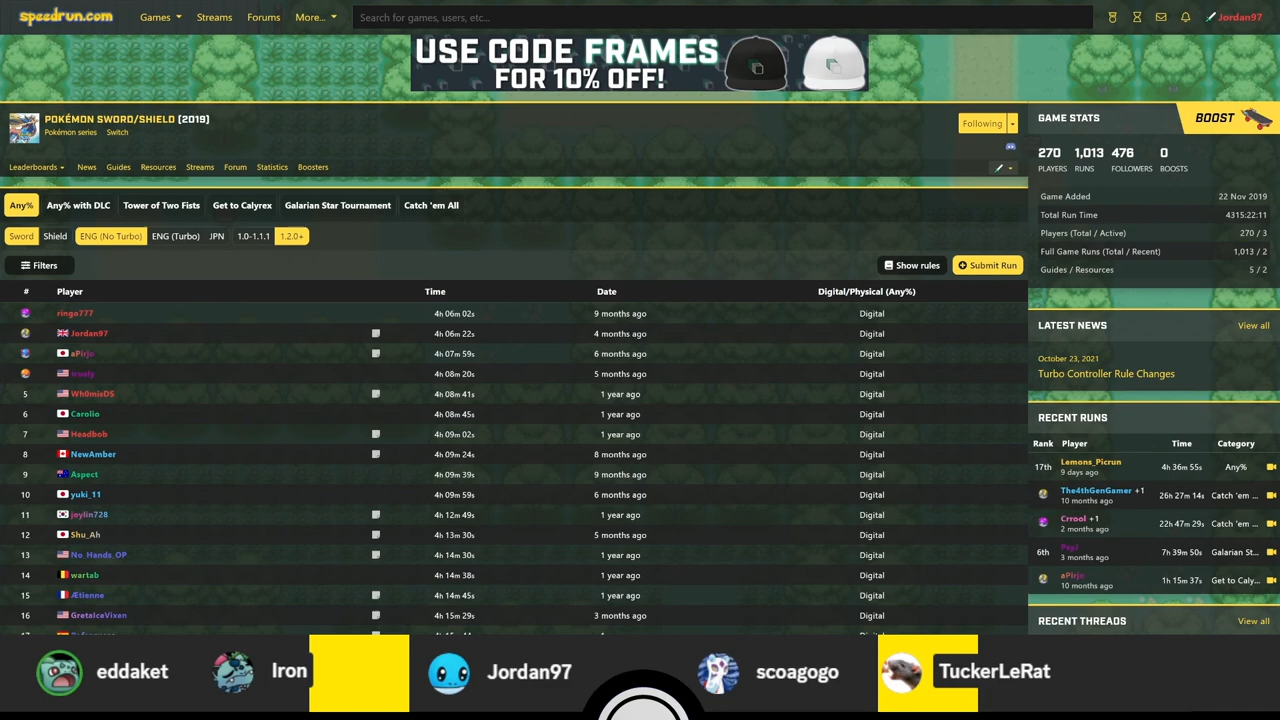 speedrun.com Games Streams Forums More... Search for games, users, etc... Jordan97
USE CODE FRAMES
FOR 10% OFF!
POKÉMON SWORD/SHIELD (2019)
Pokémon series Switch
Following
Leaderboards News Guides Resources Streams Forum Statistics Boosters
Any% Any% with DLC Tower of Two Fists Get to Calyrex Galarian Star Tournament Catch 'em All
Sword Shield ENG (No Turbo) ENG (Turbo) JPN 1.0-1.1.1 1.2.0+
Filters Show rules Submit Run
# Player Time Date Digital/Physical (Any%)
ringo777 4h 06m 02s 9 months ago Digital
Jordan97 4h 06m 22s 4 months ago Digital
aPirjo 4h 07m 59s 6 months ago Digital
4h 08m 20s 5 months ago Digital
5 Wh0misDS 4h 08m 41s 1 year ago Digital
6 Carolio 4h 08m 45s 1 year ago Digital
7 Headbob 4h 09m 02s 1 year ago Digital
8 NewAmber 4h 09m 24s 8 months ago Digital
9 Aspect 4h 09m 39s 9 months ago Digital
10 yuki_11 4h 09m 59s 6 months ago Digital
11 joylin728 4h 12m 49s 1 year ago Digital
12 Shu_Ah 4h 13m 30s 5 months ago Digital
13 No_Hands_OP 4h 14m 30s 1 year ago Digital
14 wartab 4h 14m 38s 1 year ago Digital
15 Ætienne 4h 14m 45s 1 year ago Digital
16 GretaIceVixen 4h 15m 29s 3 months ago Digital
GAME STATS BOOST
270 1,013 476 0
PLAYERS RUNS FOLLOWERS BOOSTS
Game Added 22 Nov 2019
Total Run Time 4315:22:11
Players (Total / Active) 270 / 3
Full Game Runs (Total / Recent) 1,013 / 2
Guides / Resources 5 / 2
LATEST NEWS View all
October 23, 2021
Turbo Controller Rule Changes
RECENT RUNS
Rank Player Time Category
17th Lemons_Picrun 4h 36m 55s Any%
9 days ago
The4thGenGamer +1 26h 27m 14s Catch 'em ...
10 months ago
Crrool +1 22h 47m 29s Catch 'em ...
2 months ago
6th 7h 39m 50s Galarian St...
3 months ago
aPirjo 1h 15m 37s Get to Caly...
10 months ago
RECENT THREADS View all
eddaket Iron Jordan97 scoagogo TuckerLeRat